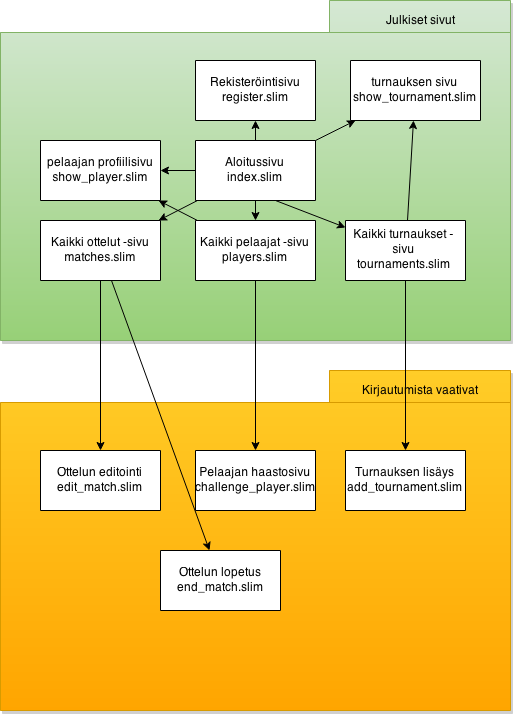 Julkiset sivut
Rekisteröintisivu
register.slim
turnauksen sivu
show_tournament.slim
pelaajan profiilisivu
show_player.slim
Aloitussivu
index.slim
Kaikki ottelut -sivu
matches.slim
Kaikki pelaajat -sivu
players.slim
Kaikki turnaukset -
sivu
tournaments.slim
Kirjautumista vaativat
Ottelun editointi
edit_match.slim
Pelaajan haastosivu
challenge_player.slim
Turnauksen lisäys
add_tournament.slim
Ottelun lopetus
end_match.slim